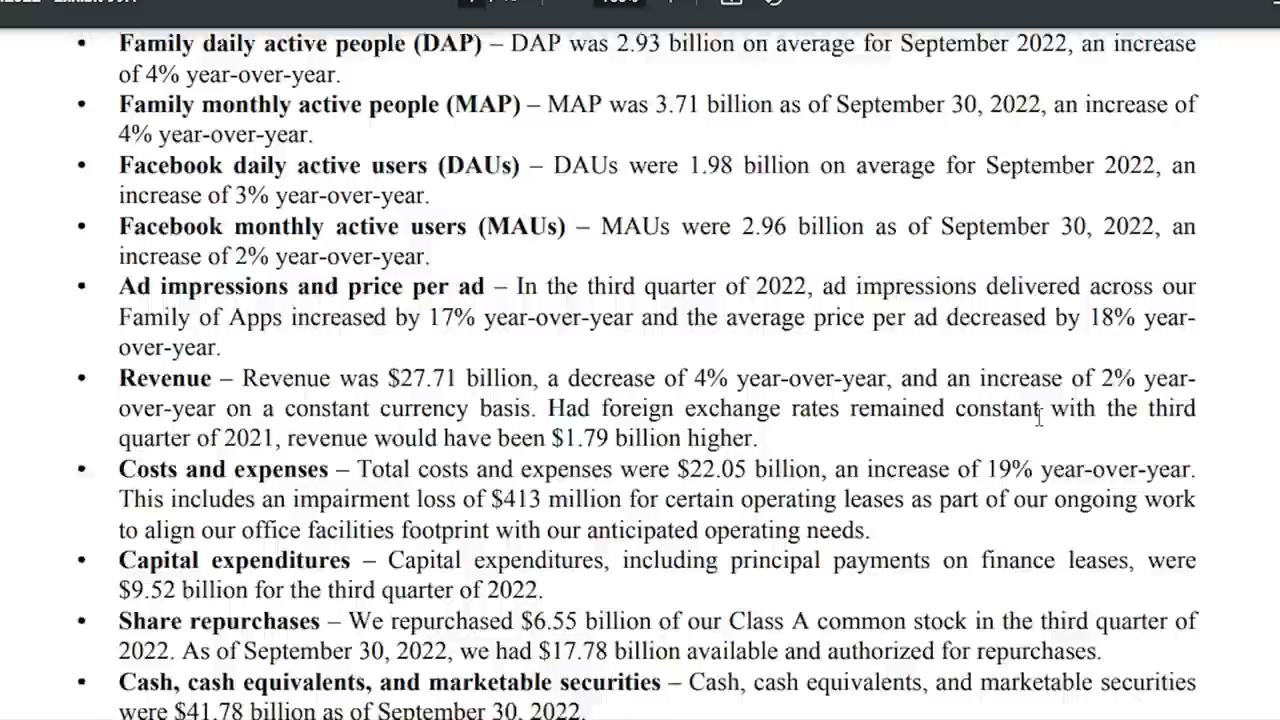 • Family daily active people (DAP) – DAP was 2.93 billion on average for September 2022, an increase
of 4% year-over-year.
• Family monthly active people (MAP) – MAP was 3.71 billion as of September 30, 2022, an increase of
4% year-over-year.
• Facebook daily active users (DAUs) – DAUs were 1.98 billion on average for September 2022, an
increase of 3% year-over-year.
• Facebook monthly active users (MAUs) – MAUs were 2.96 billion as of September 30, 2022, an
increase of 2% year-over-year.
• Ad impressions and price per ad – In the third quarter of 2022, ad impressions delivered across our
Family of Apps increased by 17% year-over-year and the average price per ad decreased by 18% year-
over-year.
• Revenue – Revenue was $27.71 billion, a decrease of 4% year-over-year, and an increase of 2% year-
over-year on a constant currency basis. Had foreign exchange rates remained constant with the third
quarter of 2021, revenue would have been $1.79 billion higher.
• Costs and expenses – Total costs and expenses were $22.05 billion, an increase of 19% year-over-year.
This includes an impairment loss of $413 million for certain operating leases as part of our ongoing work
to align our office facilities footprint with our anticipated operating needs.
• Capital expenditures – Capital expenditures, including principal payments on finance leases, were
$9.52 billion for the third quarter of 2022.
• Share repurchases – We repurchased $6.55 billion of our Class A common stock in the third quarter of
2022. As of September 30, 2022, we had $17.78 billion available and authorized for repurchases.
• Cash, cash equivalents, and marketable securities – Cash, cash equivalents, and marketable securities
were $41.78 billion as of September 30, 2022.